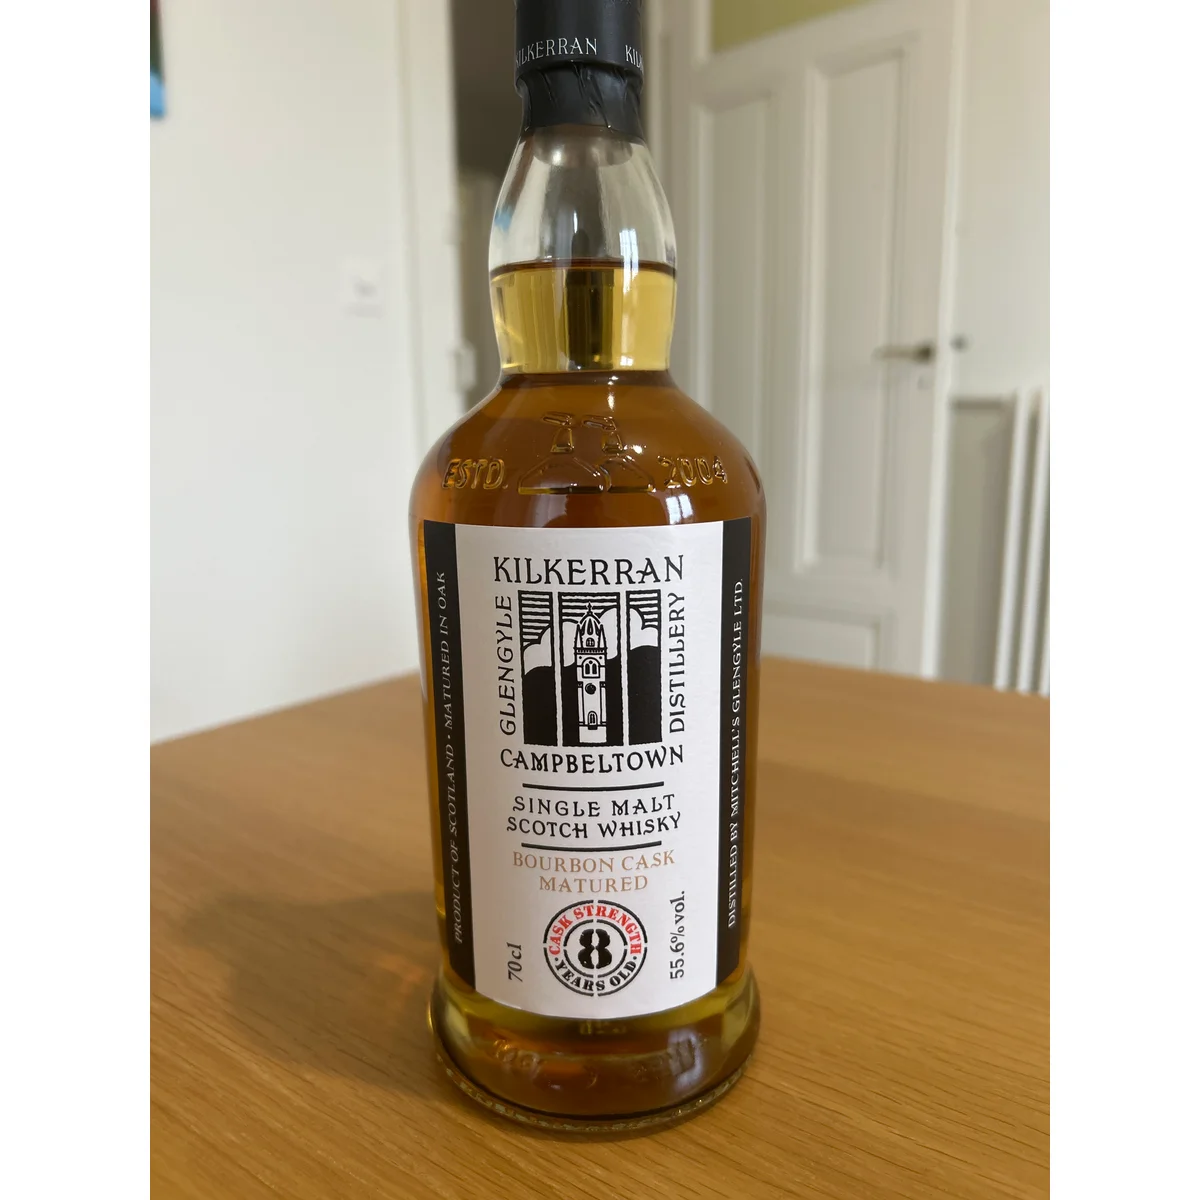 KILKERRAN
ESTD. 2004
KILKERRAN
GLENGYLE
DISTILLERY
CAMPBELTOWN
SINGLE MALT
SCOTCH WHISKY
BOURBON CASK
MATURED
CASK STRENGTH
8
YEARS OLD
70cl
55.6%vol.
PRODUCT OF SCOTLAND • MATURED IN OAK
DISTILLED BY MITCHELL'S GLENGYLE LTD.